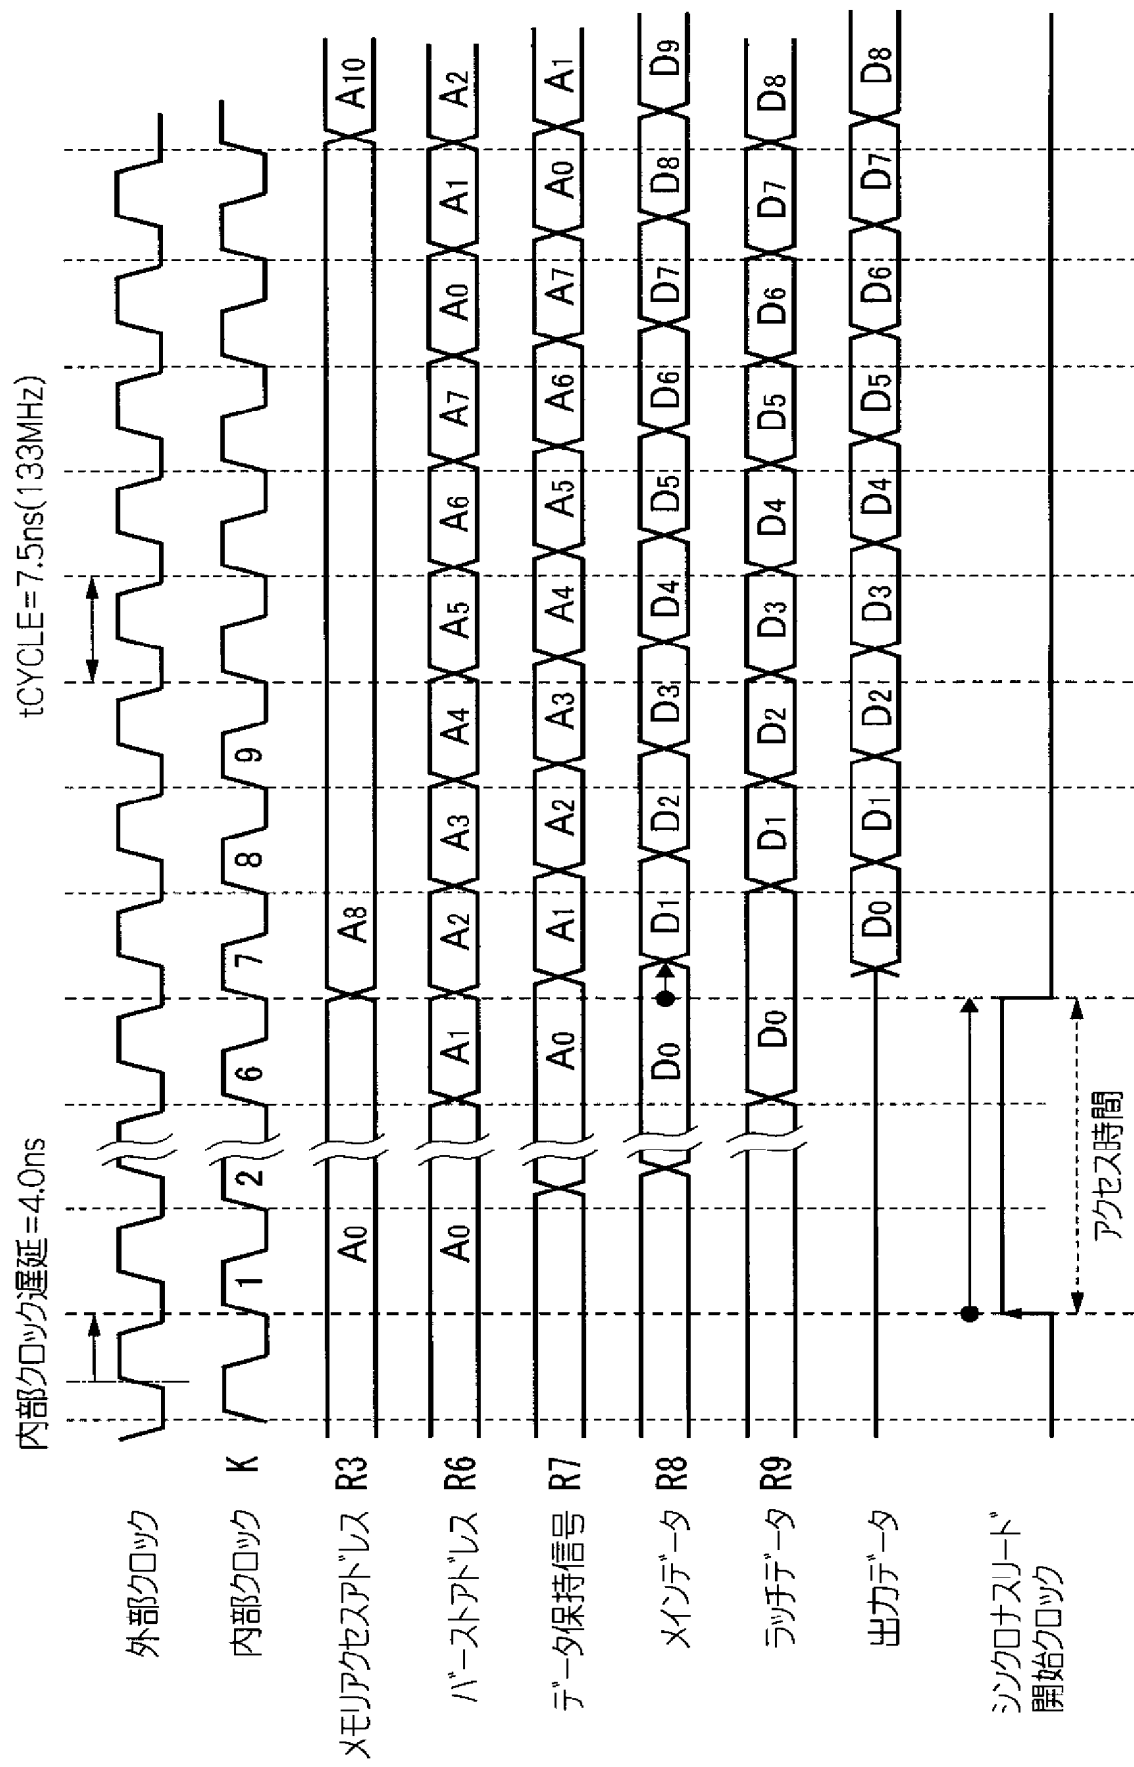 内部クロック遅延=4.0ns
tCYCLE=7.5ns(133MHz)
外部クロック
内部クロック K
1 2 6 7 8 9
メモリアクセスアドレス R3
A0 A8 A10
バーストアドレス R6
A0 A1 A2 A3 A4 A5 A6 A7 A0 A1 A2
データ保持信号 R7
A0 A1 A2 A3 A4 A5 A6 A7 A0 A1
メインデータ R8
D0 D1 D2 D3 D4 D5 D6 D7 D8 D9
ラッチデータ R9
D0 D1 D2 D3 D4 D5 D6 D7 D8
出力データ
D0 D1 D2 D3 D4 D5 D6 D7 D8
シンクロナスリード
開始クロック
アクセス時間